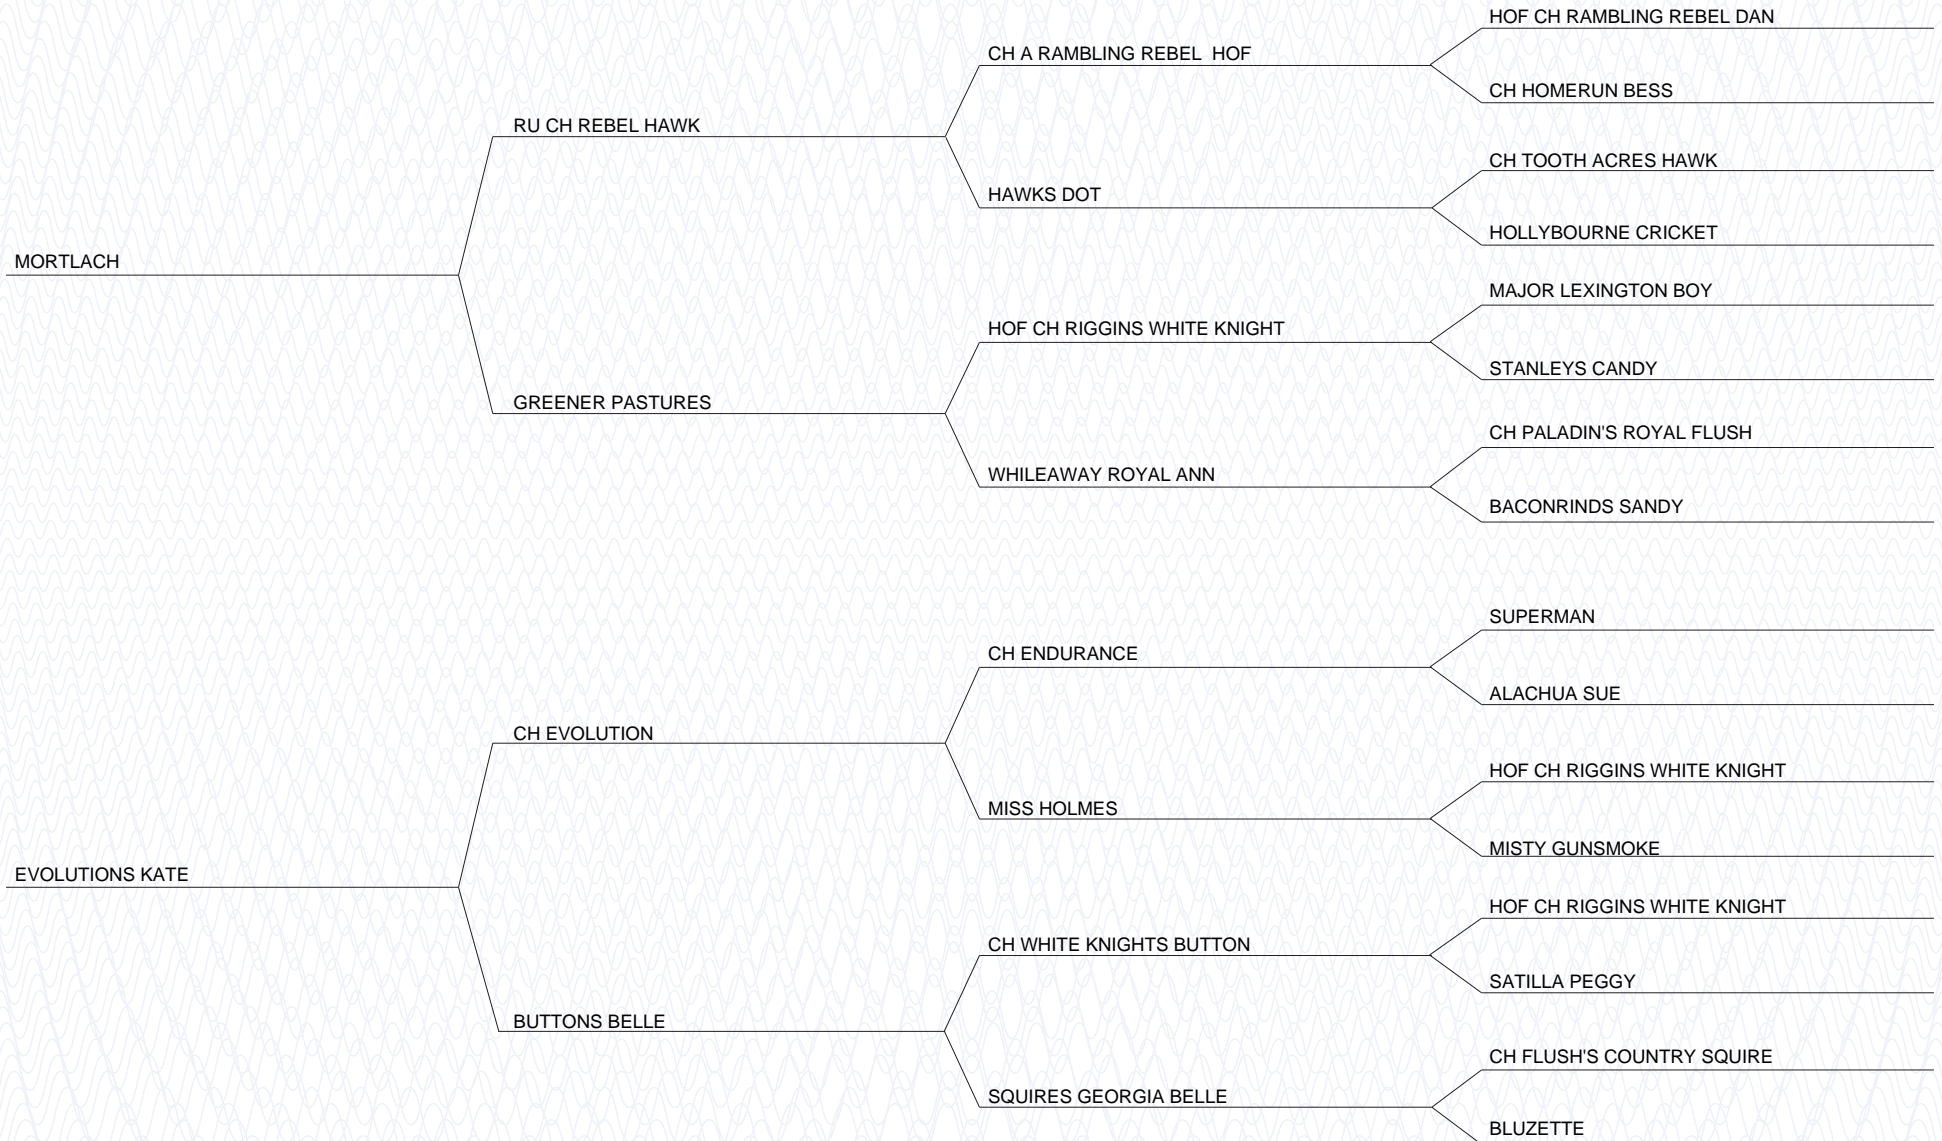 HOF CH RAMBLING REBEL DAN
CH A RAMBLING REBEL  HOF
CH HOMERUN BESS
RU CH REBEL HAWK
CH TOOTH ACRES HAWK
HAWKS DOT
HOLLYBOURNE CRICKET
MORTLACH
MAJOR LEXINGTON BOY
HOF CH RIGGINS WHITE KNIGHT
STANLEYS CANDY
GREENER PASTURES
CH PALADIN'S ROYAL FLUSH
WHILEAWAY ROYAL ANN
BACONRINDS SANDY
SUPERMAN
CH ENDURANCE
ALACHUA SUE
CH EVOLUTION
HOF CH RIGGINS WHITE KNIGHT
MISS HOLMES
MISTY GUNSMOKE
EVOLUTIONS KATE
HOF CH RIGGINS WHITE KNIGHT
CH WHITE KNIGHTS BUTTON
SATILLA PEGGY
BUTTONS BELLE
CH FLUSH'S COUNTRY SQUIRE
SQUIRES GEORGIA BELLE
BLUZETTE